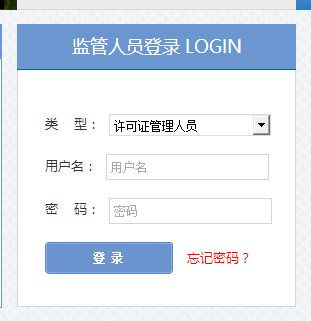 监管人员登录 LOGIN
类 型： 许可证管理人员
用户名： 用户名
密 码： 密码
登 录 忘记密码？